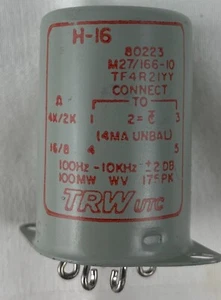 H-16
80223
M27/166-10
TF4R21YY
CONNECT
Ω TO
4K/2K 1 2= 3
(4MA UNBAL)
16/8 4 5
100Hz -10KHz ±2DB
100MW WV 175PK
TRW UTC